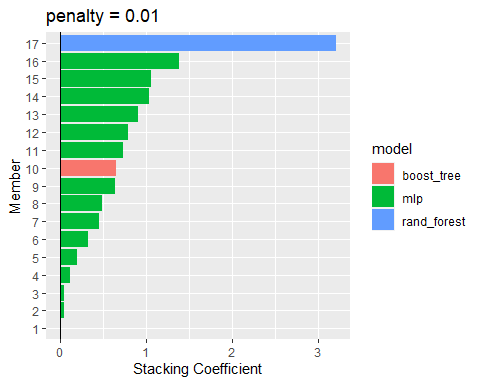 penalty = 0.01
Member
17
16
15
14
13
12
11
10
9
8
7
6
5
4
3
2
1
0 1 2 3
Stacking Coefficient
model
boost_tree
mlp
rand_forest